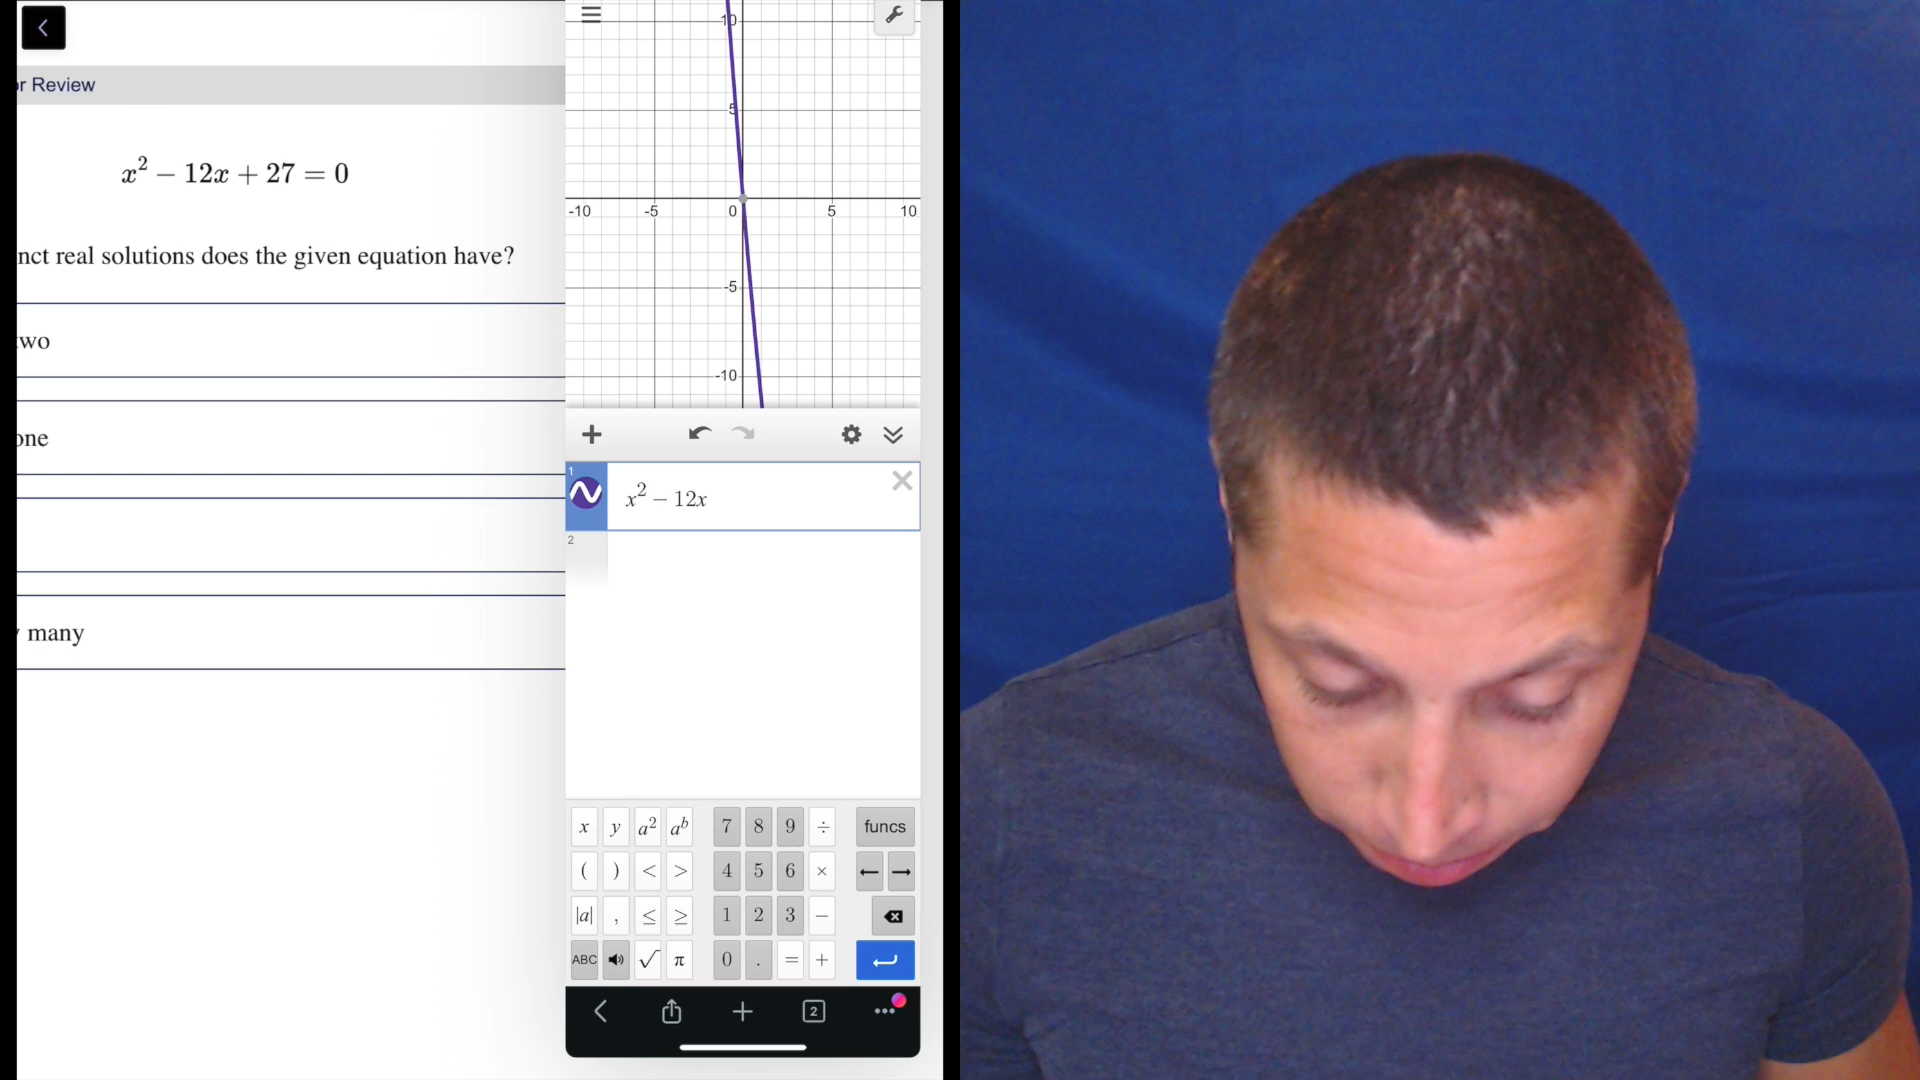 or Review
x² − 12x + 27 = 0
nct real solutions does the given equation have?
two
one
many
10
5
-10 -5 0 5 10
-5
-10
1
x² − 12x
2
x y a² aᵇ 7 8 9 ÷ funcs
( ) < > 4 5 6 × ← →
|a| , ≤ ≥ 1 2 3 −
ABC √ π 0 . = +
2